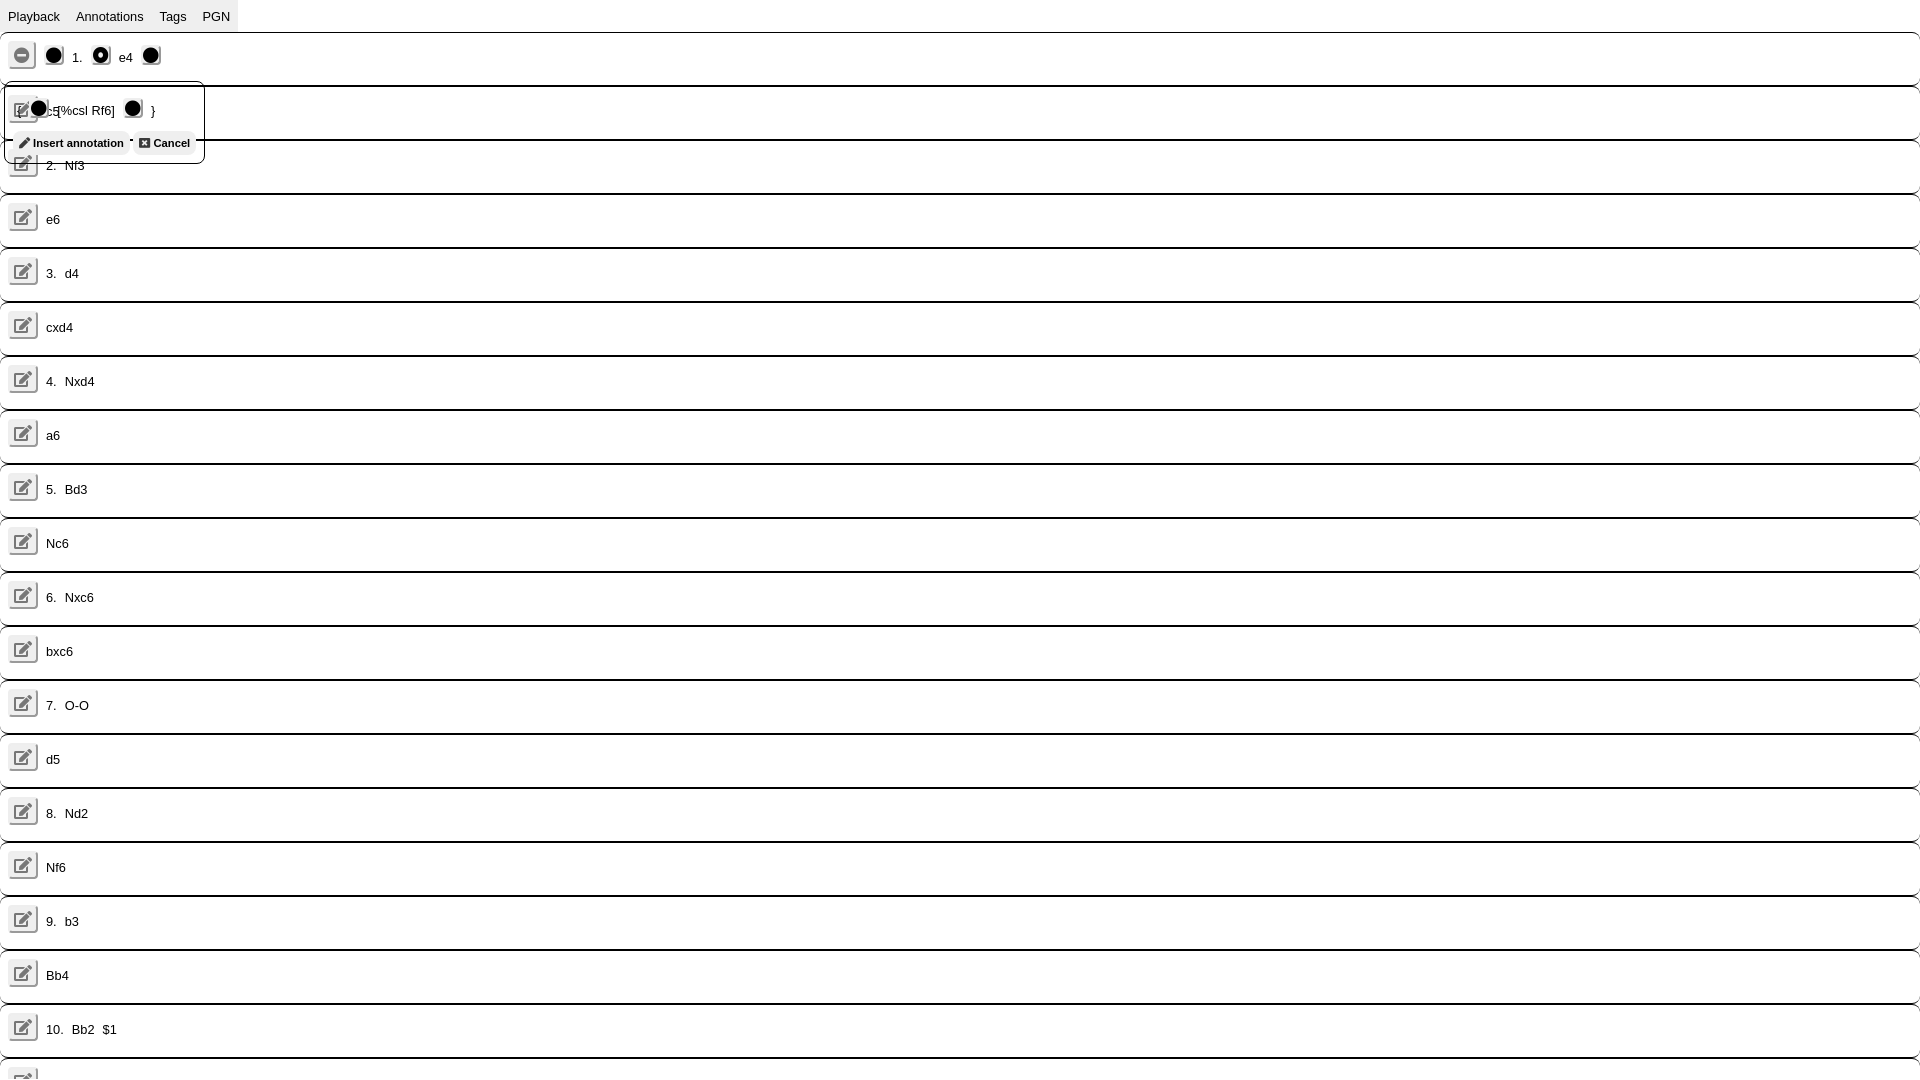 Playback Annotations Tags PGN
1. e4
c5
{ [%csl Rf6] }
Insert annotation Cancel
2. Nf3
e6
3. d4
cxd4
4. Nxd4
a6
5. Bd3
Nc6
6. Nxc6
bxc6
7. O-O
d5
8. Nd2
Nf6
9. b3
Bb4
10. Bb2 $1